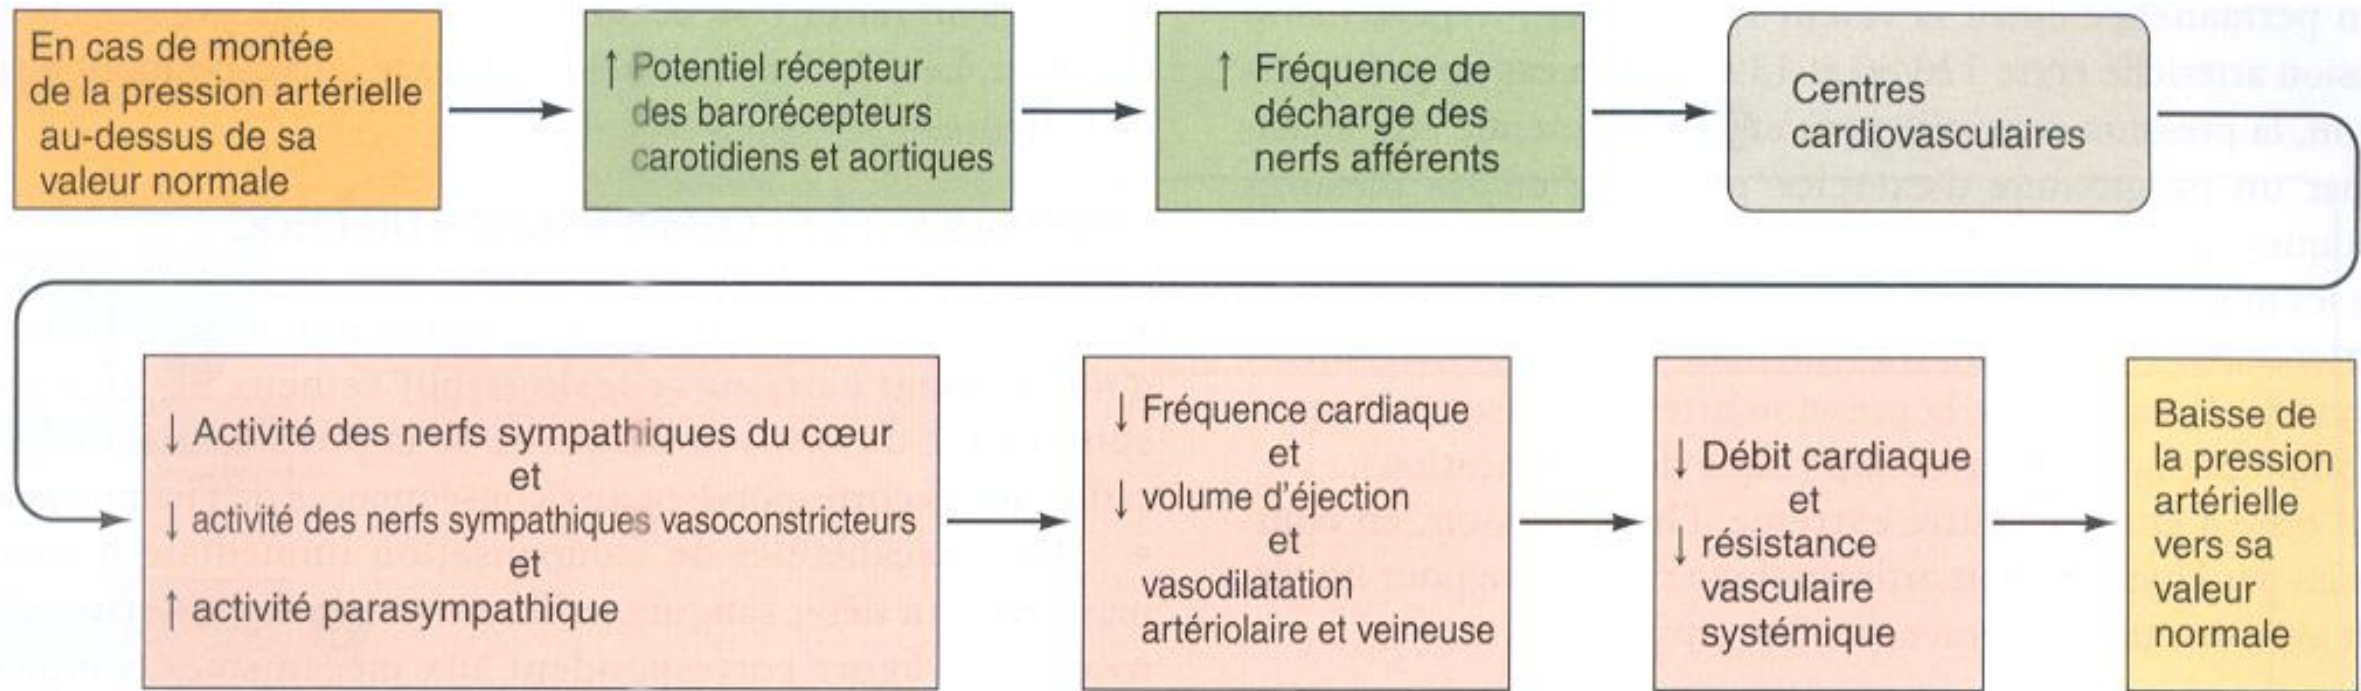 En cas de montée
de la pression artérielle
au-dessus de sa
valeur normale
↑ Potentiel récepteur
des barorécepteurs
carotidiens et aortiques
↑ Fréquence de
décharge des
nerfs afférents
Centres
cardiovasculaires
↓ Activité des nerfs sympathiques du cœur
et
↓ activité des nerfs sympathiques vasoconstricteurs
et
↑ activité parasympathique
↓ Fréquence cardiaque
et
↓ volume d'éjection
et
vasodilatation
artériolaire et veineuse
↓ Débit cardiaque
et
↓ résistance
vasculaire
systémique
Baisse de
la pression
artérielle
vers sa
valeur
normale